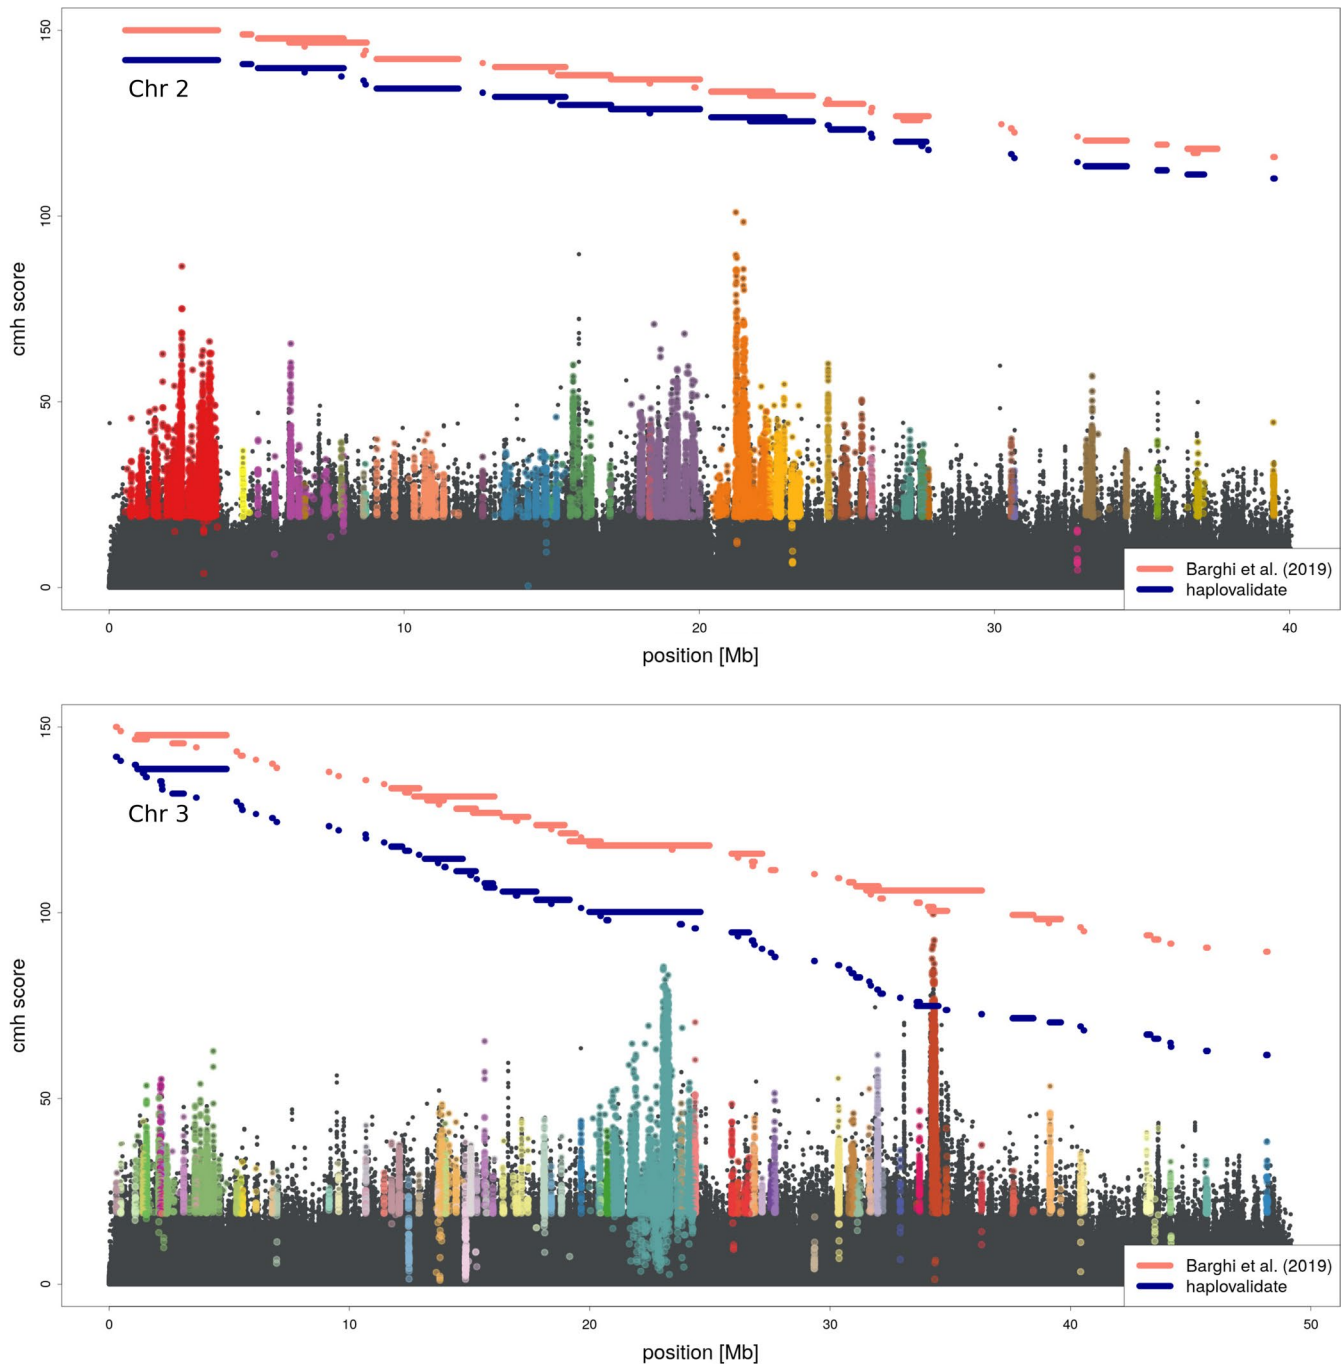 150
100
50
0
cmh score
Chr 2
Barghi et al. (2019)
haplovalidate
0 10 20 30 40
position [Mb]
150
100
50
0
cmh score
Chr 3
Barghi et al. (2019)
haplovalidate
0 10 20 30 40 50
position [Mb]